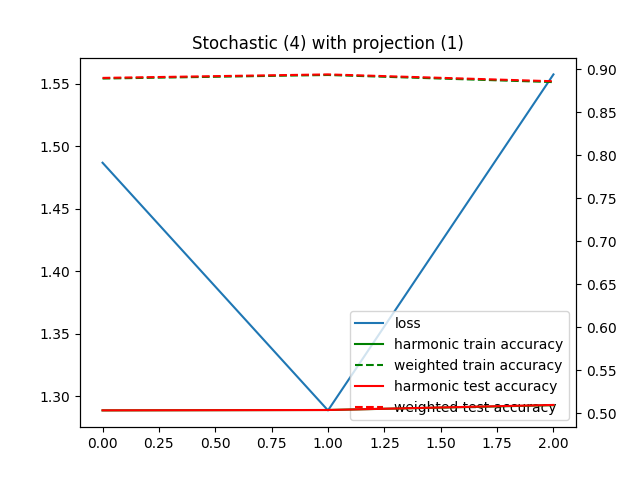 Stochastic (4) with projection (1)
1.55
1.50
1.45
1.40
1.35
1.30
0.90
0.85
0.80
0.75
0.70
0.65
0.60
0.55
0.50
loss
harmonic train accuracy
weighted train accuracy
harmonic test accuracy
weighted test accuracy
0.00 0.25 0.50 0.75 1.00 1.25 1.50 1.75 2.00